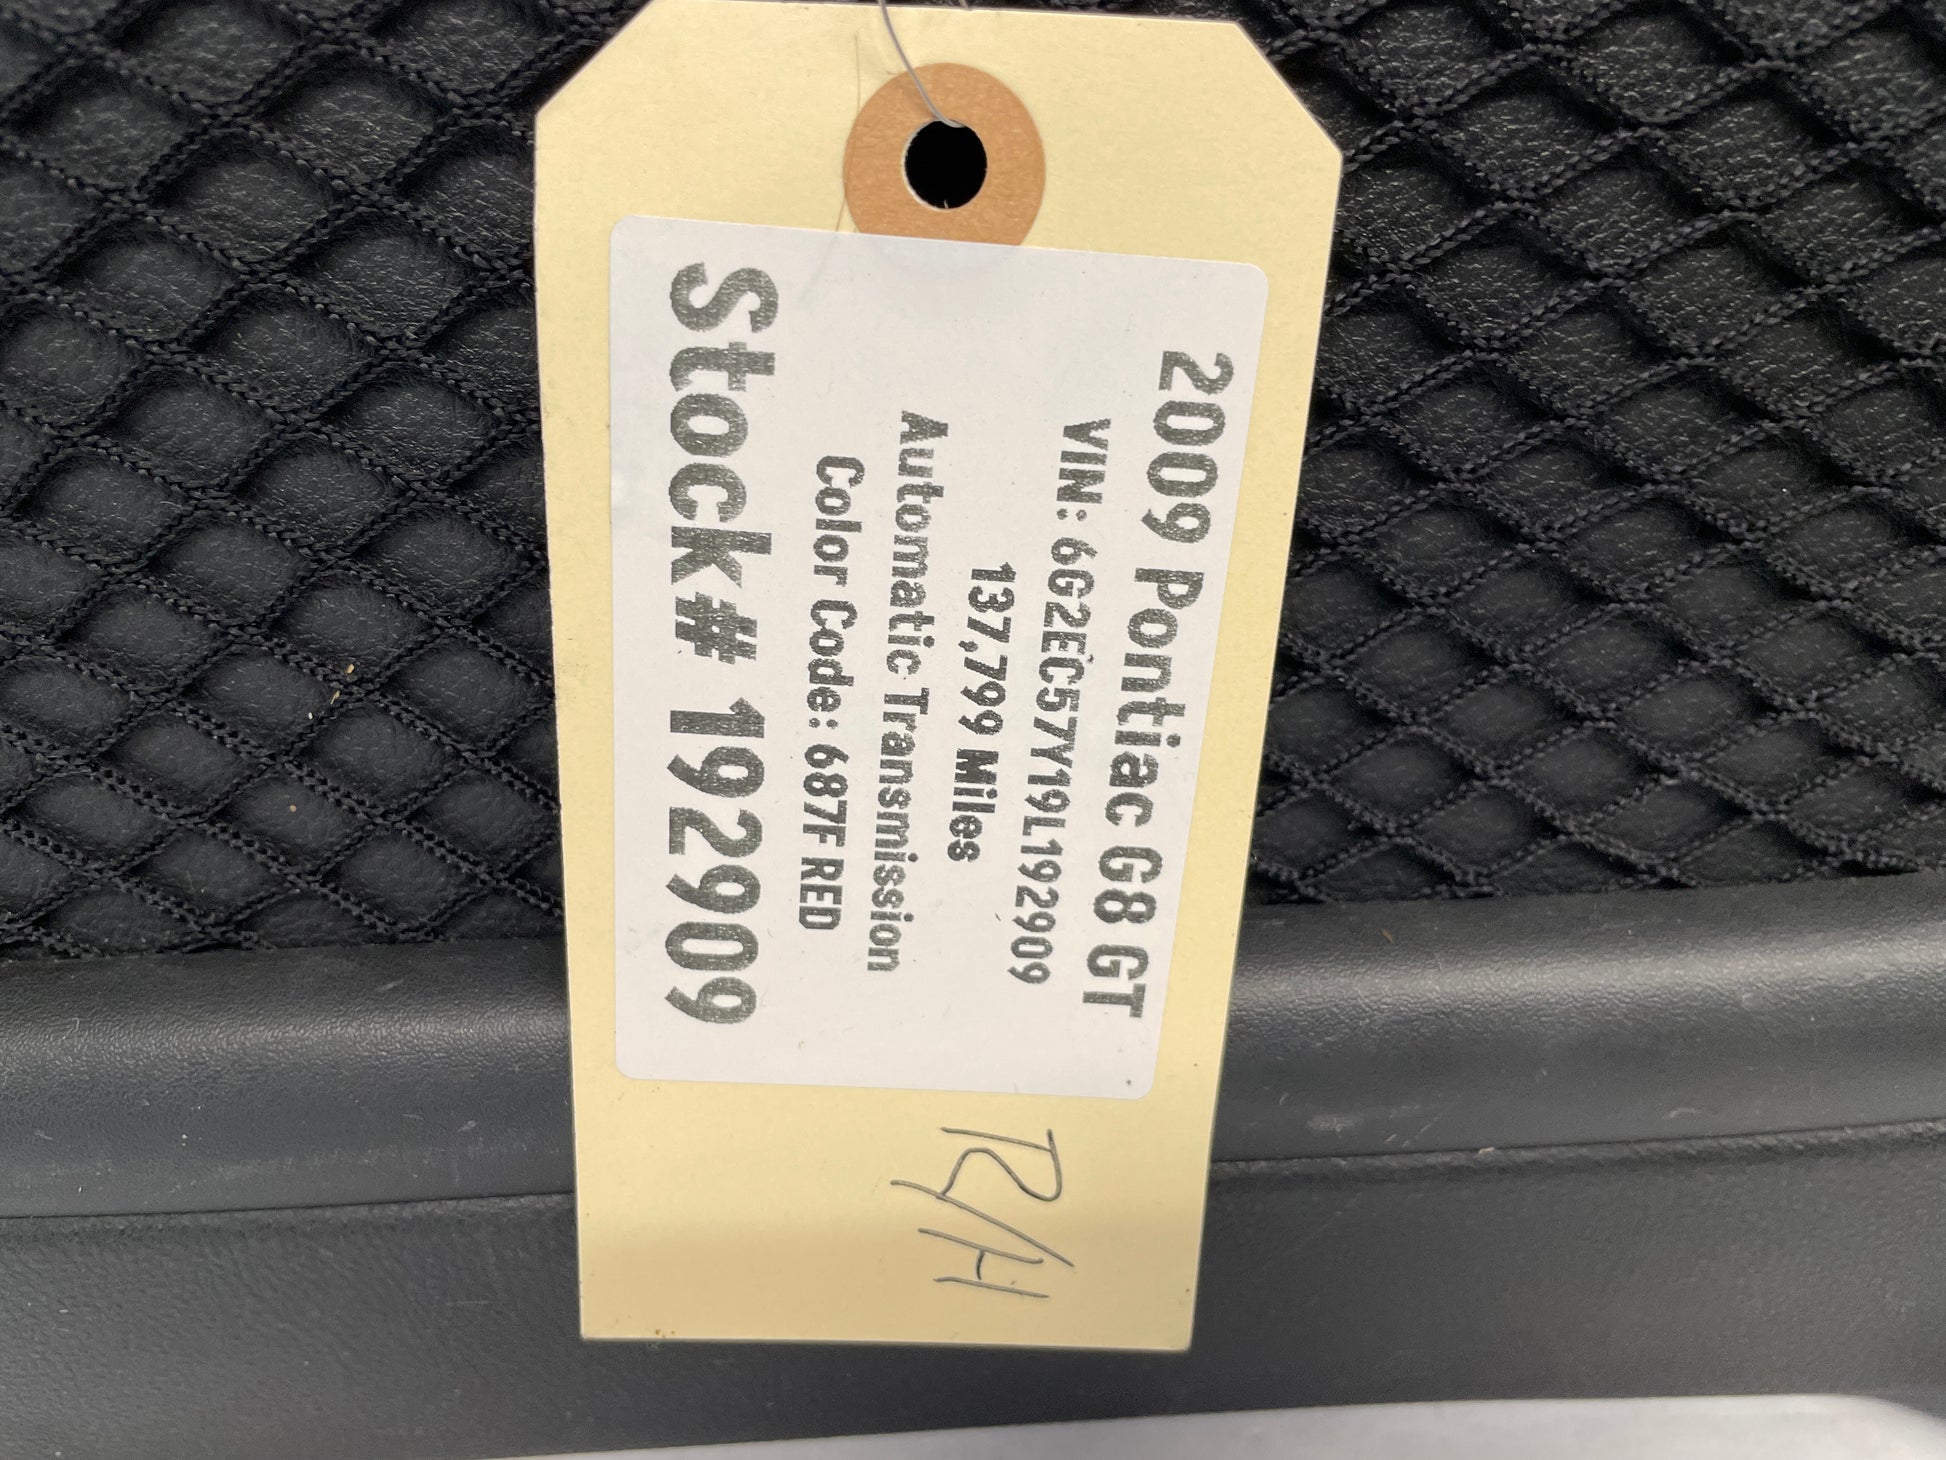 2009 Pontiac G8 GT
VIN: 6G2EC57Y19L192909
137,799 Miles
Automatic Transmission
Color Code: 687F RED
Stock# 192909
R/H